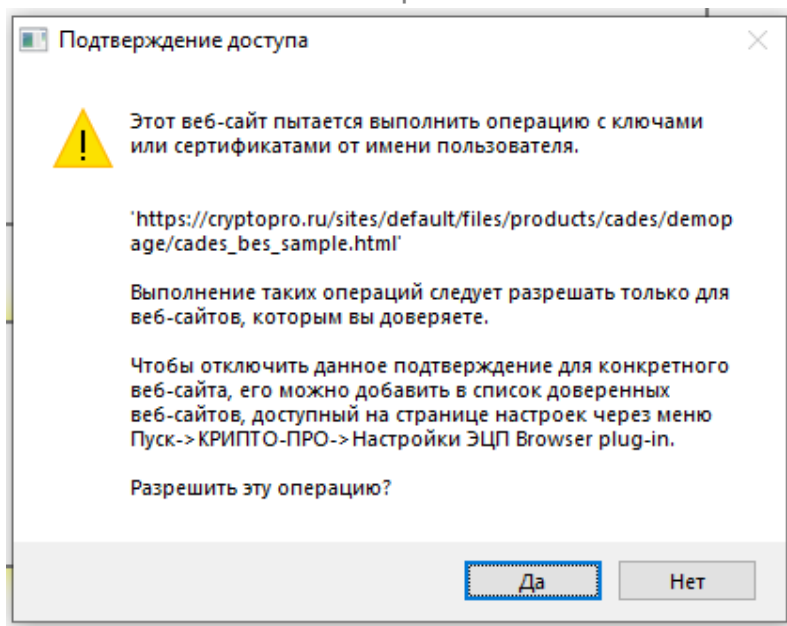 Подтверждение доступа
Этот веб-сайт пытается выполнить операцию с ключами
или сертификатами от имени пользователя.
'https://cryptopro.ru/sites/default/files/products/cades/demop
age/cades_bes_sample.html'
Выполнение таких операций следует разрешать только для
веб-сайтов, которым вы доверяете.
Чтобы отключить данное подтверждение для конкретного
веб-сайта, его можно добавить в список доверенных
веб-сайтов, доступный на странице настроек через меню
Пуск->КРИПТО-ПРО->Настройки ЭЦП Browser plug-in.
Разрешить эту операцию?
Да
Нет